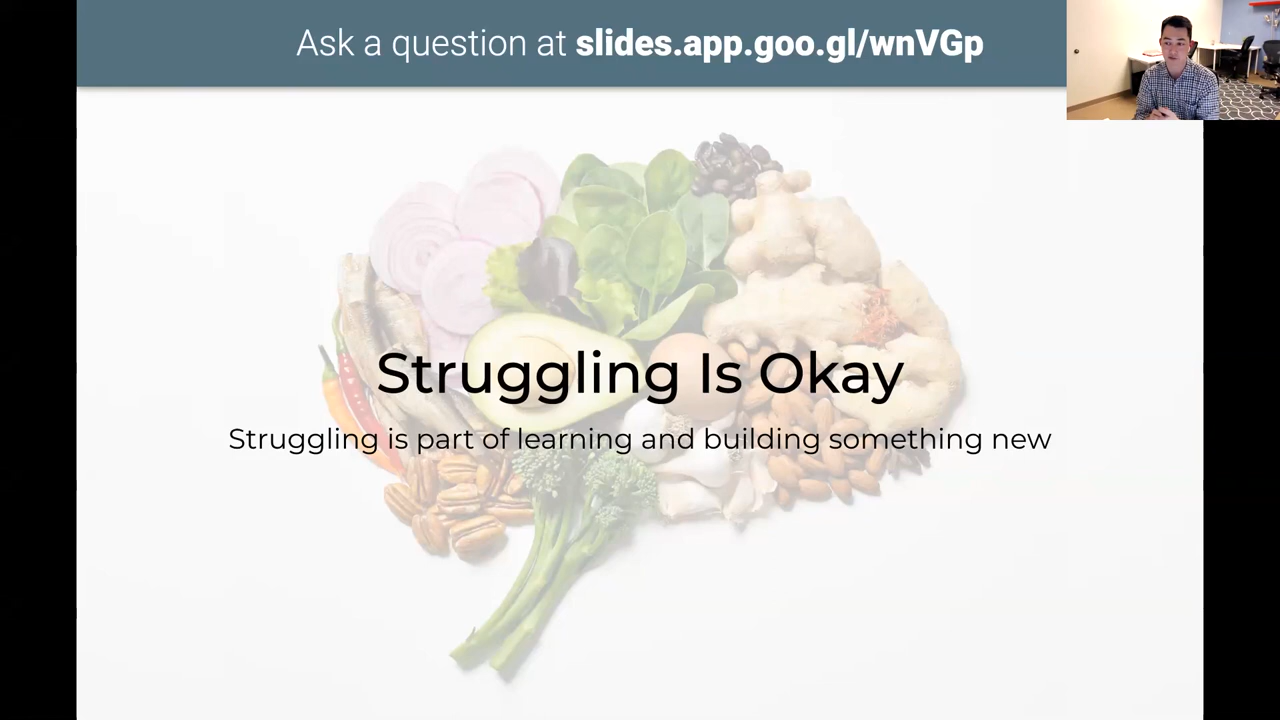 Ask a question at slides.app.goo.gl/wnVGp
Struggling Is Okay
Struggling is part of learning and building something new